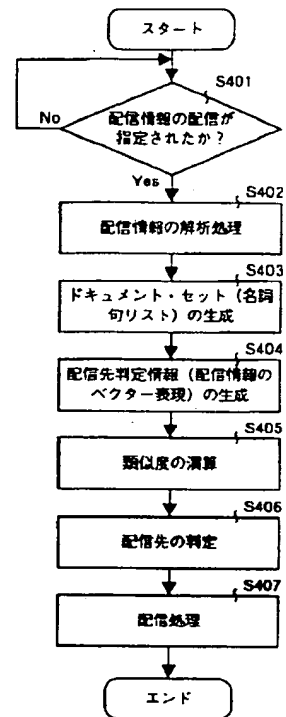 スタート
S401
配信情報の配信が
指定されたか？
No
Yes
S402
配信情報の解析処理
S403
ドキュメント・セット（名詞
句リスト）の生成
S404
配信先判定情報（配信情報の
ベクター表現）の生成
S405
類似度の演算
S406
配信先の判定
S407
配信処理
エンド